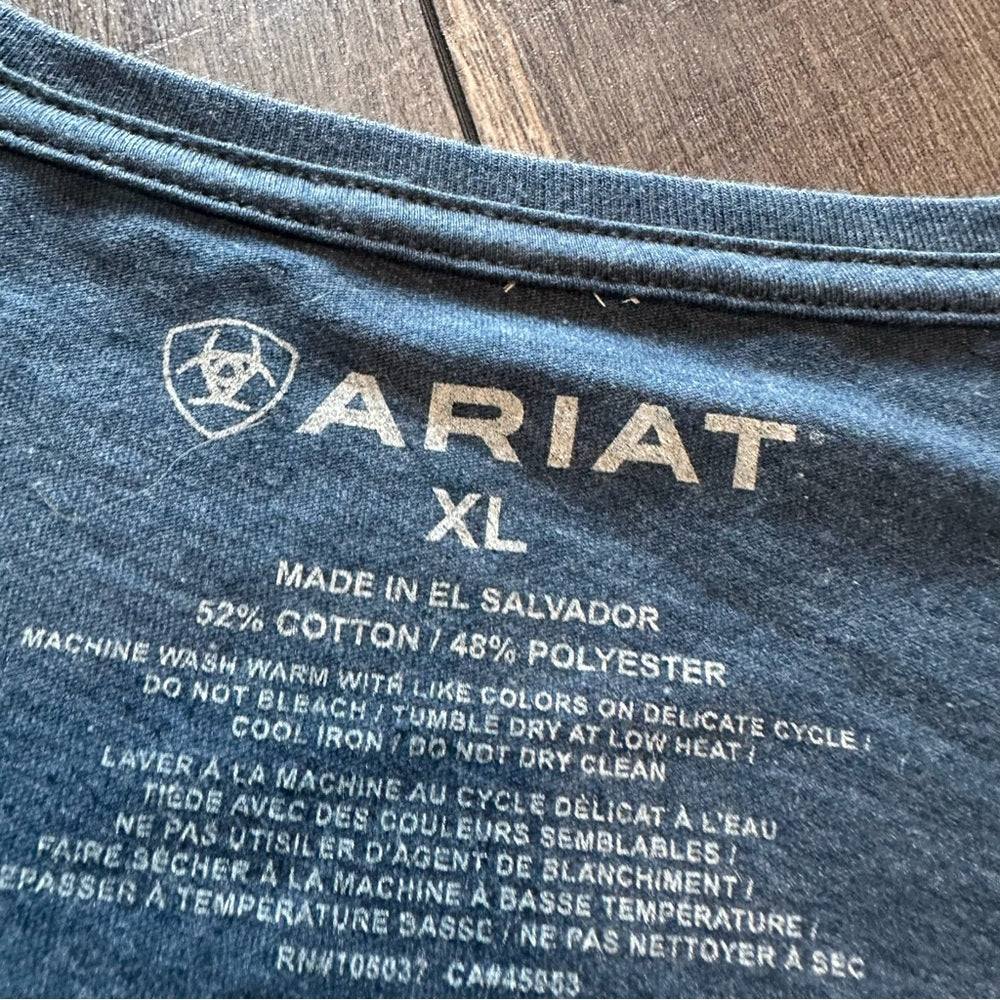 ARIAT
XL
MADE IN EL SALVADOR
52% COTTON / 48% POLYESTER
MACHINE WASH WARM WITH LIKE COLORS ON DELICATE CYCLE /
DO NOT BLEACH / TUMBLE DRY AT LOW HEAT /
COOL IRON / DO NOT DRY CLEAN
LAVER À LA MACHINE AU CYCLE DÉLICAT À L'EAU
TIÈDE AVEC DES COULEURS SEMBLABLES /
NE PAS UTISILER D'AGENT DE BLANCHIMENT /
FAIRE SÉCHER À LA MACHINE À BASSE TEMPÉRATURE /
EPASSER À TEMPÉRATURE BASSE / NE PAS NETTOYER À SEC